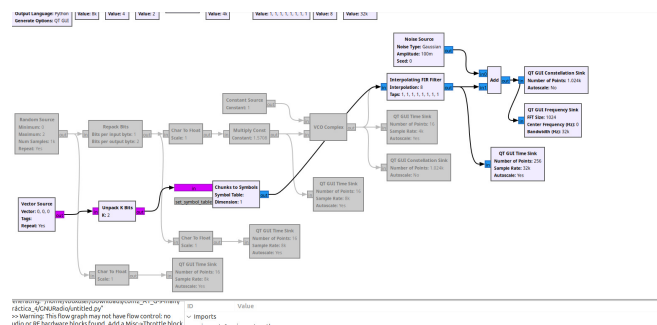 Output Language: Python
Generate Options: QT GUI
Value: 8k
Value: 4
Value: 2
Value: 4k
Value: 1, 1, 1, 1, 1, 1, 1, 1
Value: 8
Value: 32k
Noise Source
Noise Type: Gaussian
Amplitude: 100m
Seed: 0
Add
QT GUI Constellation Sink
Number of Points: 1.024k
Autoscale: No
Interpolating FIR Filter
Interpolation: 8
Taps: 1, 1, 1, 1, 1, 1, 1, 1
QT GUI Frequency Sink
FFT Size: 1024
Center Frequency (Hz): 0
Bandwidth (Hz): 32k
Constant Source
Constant: 1
Random Source
Minimum: 0
Maximum: 2
Num Samples: 1k
Repeat: Yes
Repack Bits
Bits per input byte: 1
Bits per output byte: 2
Char To Float
Scale: 1
Multiply Const
VCO Complex
QT GUI Time Sink
Number of Points: 16
Sample Rate: 8k
Autoscale: Yes
QT GUI Time Sink
Number of Points: 256
Sample Rate: 32k
Autoscale: Yes
QT GUI Constellation Sink
Number of Points: 1.024k
Autoscale: Yes
Vector Source
Vector: 0, 0, 0
Tags:
Repeat: Yes
Unpack K Bits
K: 2
set_symbol_table
Chunks to Symbols
Symbol Table:
Dimension: 1
QT GUI Time Sink
Number of Points: 16
Sample Rate: 8k
Autoscale: Yes
Char To Float
Scale: 1
QT GUI Time Sink
Number of Points: 16
Sample Rate: 8k
Autoscale: Yes
Char To Float
Scale: 1
QT GUI Time Sink
Number of Points: 16
Sample Rate: 8k
Autoscale: Yes
ráctica_4/GNURadio/untitled.py"
>> Warning: This flow graph may not have flow control: no
udio or RF hardware blocks found. Add a Misc->Throttle block
ID
Value
Imports